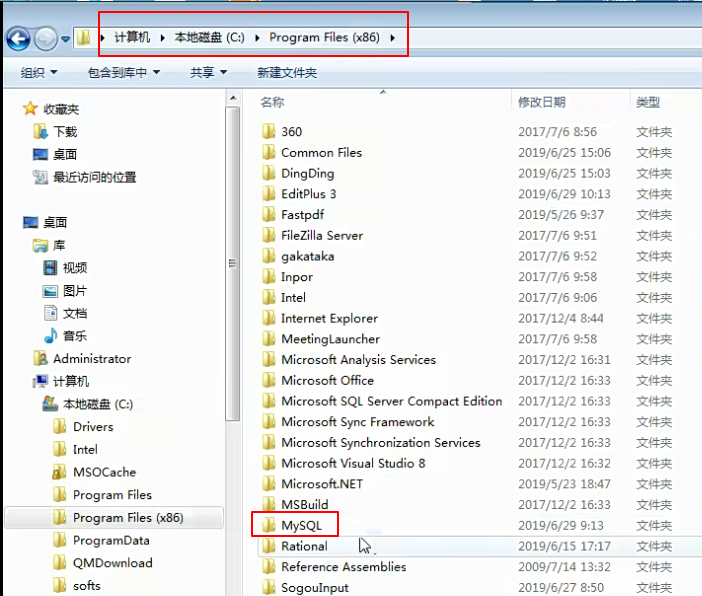 计算机 本地磁盘 (C:) Program Files (x86)
组织 包含到库中 共享 新建文件夹
收藏夹
下载
桌面
最近访问的位置
桌面
库
视频
图片
文档
音乐
Administrator
计算机
本地磁盘 (C:)
Drivers
Intel
MSOCache
Program Files
Program Files (x86)
ProgramData
QMDownload
softs
名称 修改日期 类型
360 2017/7/6 8:56 文件夹
Common Files 2019/6/25 15:06 文件夹
DingDing 2019/6/25 15:03 文件夹
EditPlus 3 2019/6/29 10:13 文件夹
Fastpdf 2019/5/26 9:37 文件夹
FileZilla Server 2017/7/6 9:51 文件夹
gakataka 2017/7/6 9:52 文件夹
Inpor 2017/7/6 9:58 文件夹
Intel 2017/7/6 9:06 文件夹
Internet Explorer 2017/12/4 8:44 文件夹
MeetingLauncher 2017/7/6 9:58 文件夹
Microsoft Analysis Services 2017/12/2 16:31 文件夹
Microsoft Office 2017/12/2 16:33 文件夹
Microsoft SQL Server Compact Edition 2017/12/2 16:33 文件夹
Microsoft Sync Framework 2017/12/2 16:33 文件夹
Microsoft Synchronization Services 2017/12/2 16:33 文件夹
Microsoft Visual Studio 8 2017/12/2 16:32 文件夹
Microsoft.NET 2019/5/23 18:47 文件夹
MSBuild 2017/12/2 16:33 文件夹
MySQL 2019/6/29 9:13 文件夹
Rational 2019/6/15 17:17 文件夹
Reference Assemblies 2009/7/14 13:32 文件夹
SogouInput 2019/6/27 8:50 文件夹